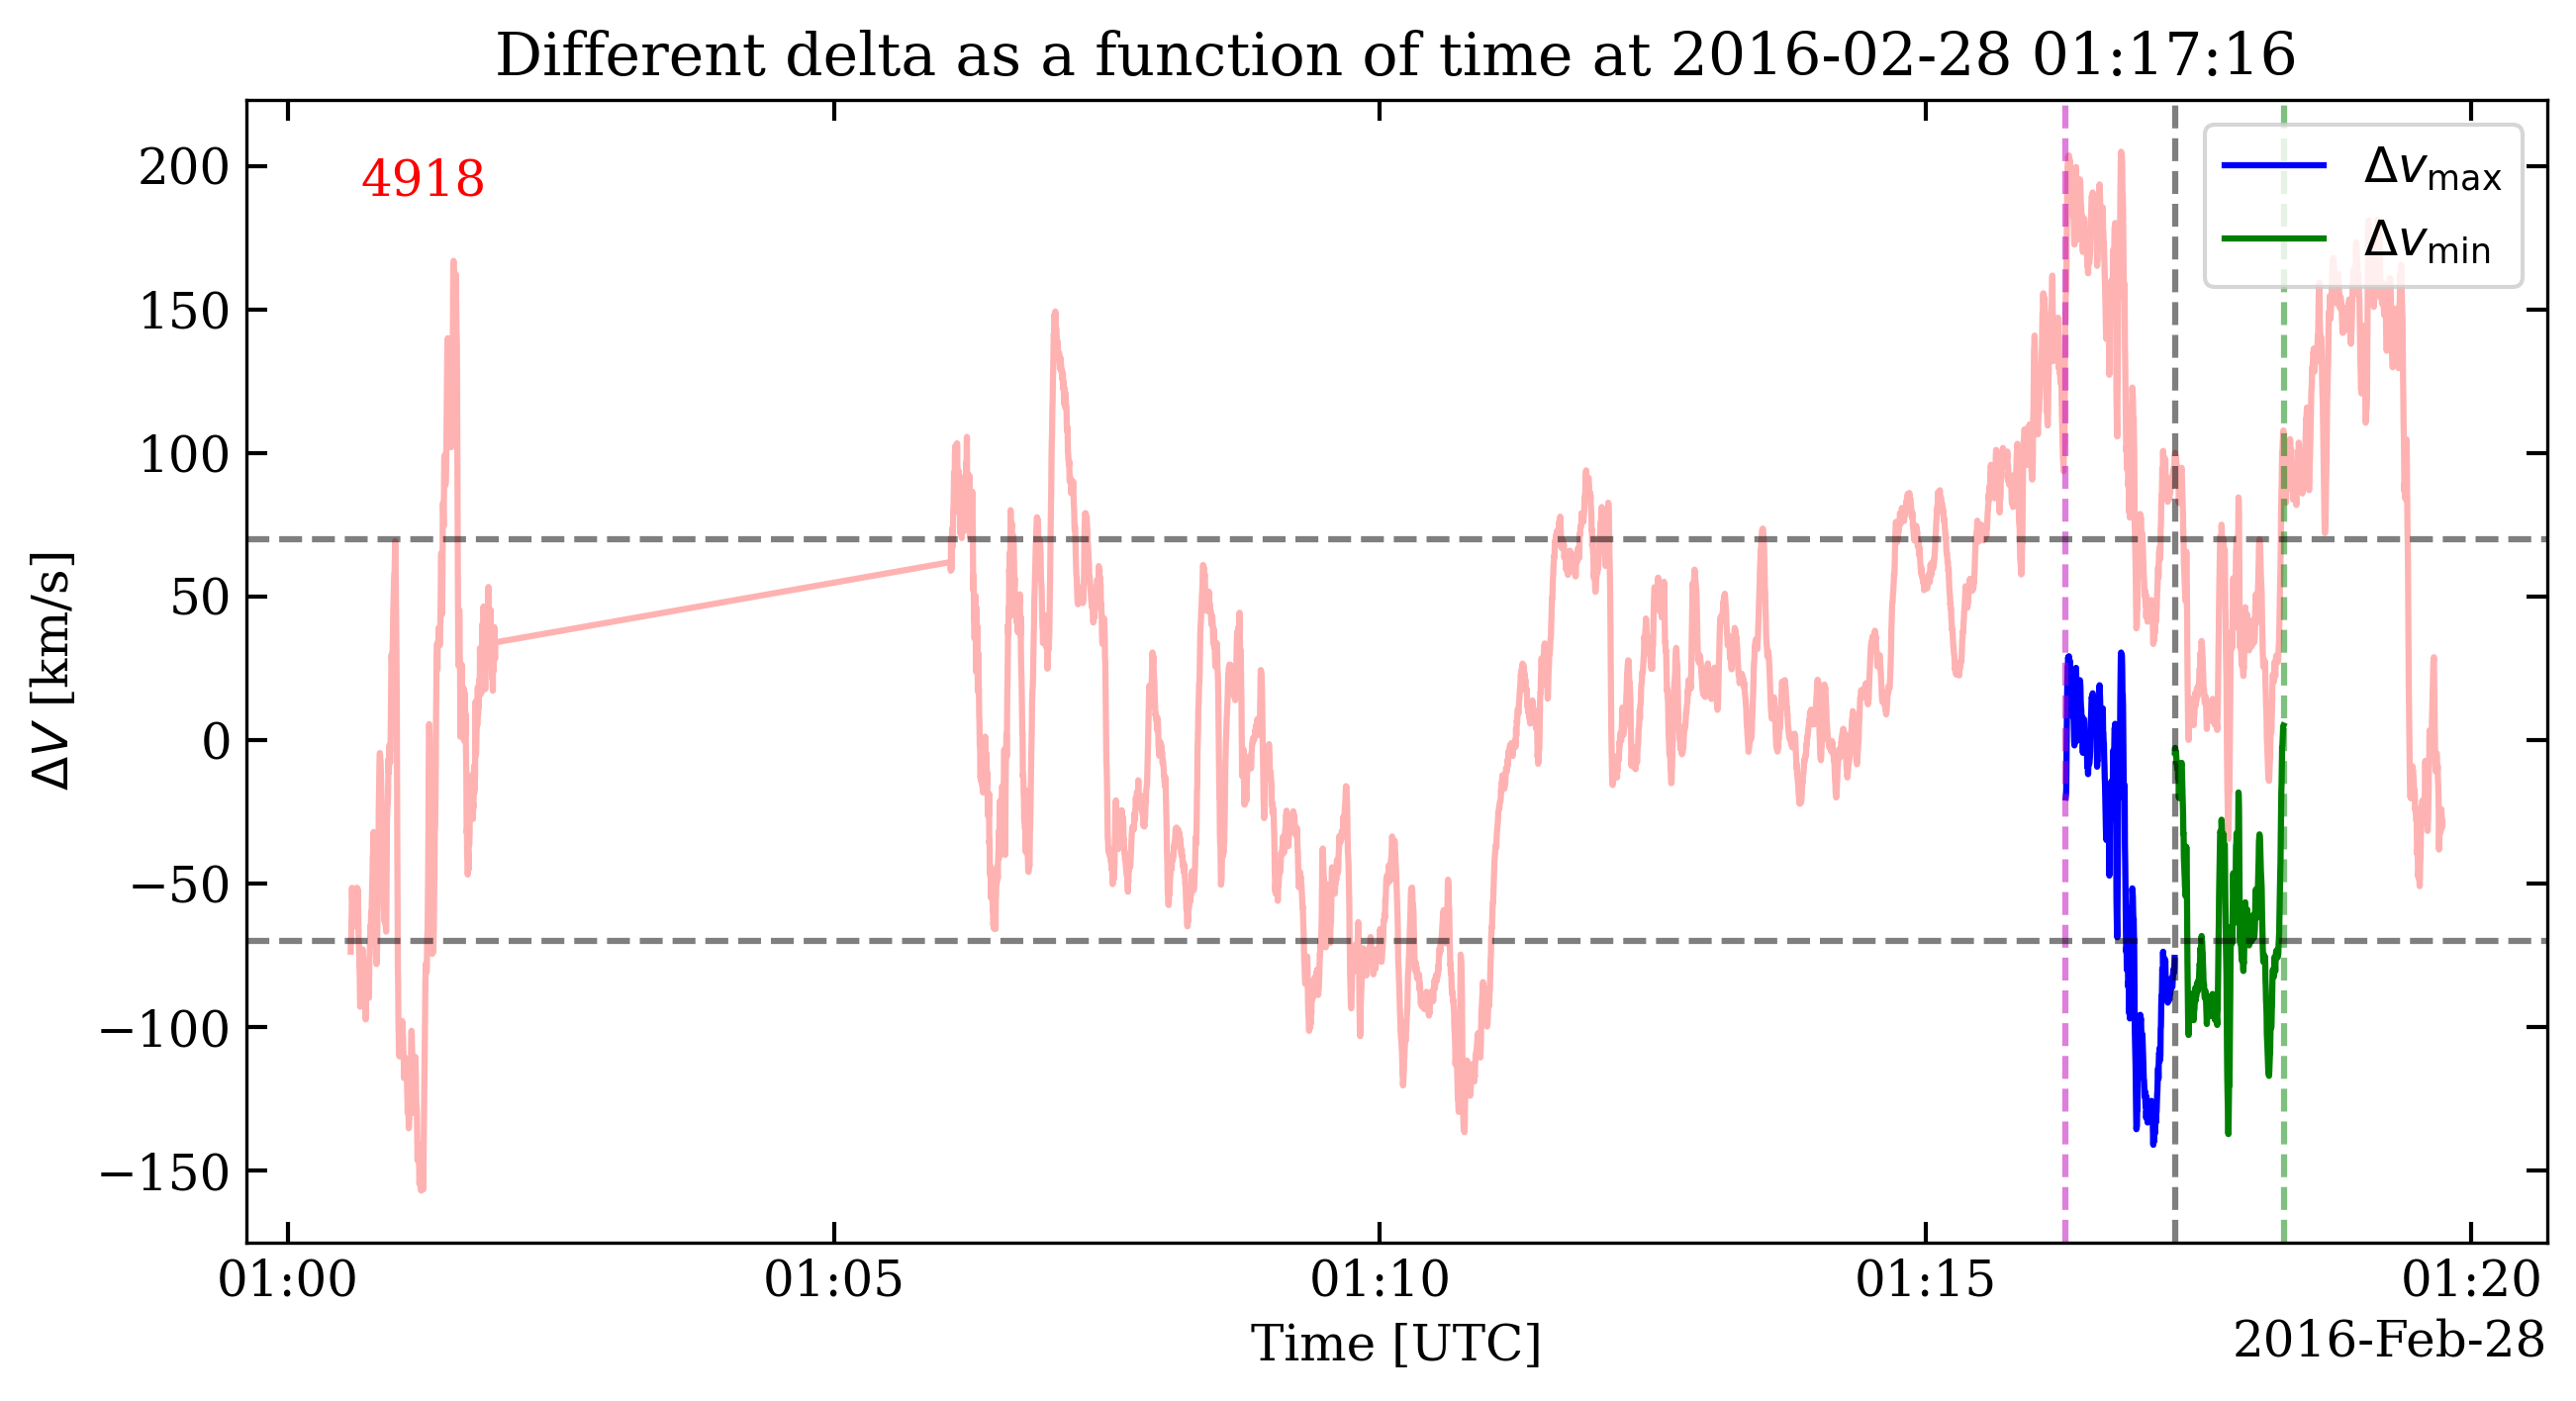 Different delta as a function of time at 2016-02-28 01:17:16
4918
Δv_max
Δv_min
200
150
100
50
0
−50
−100
−150
ΔV [km/s]
01:00 01:05 01:10 01:15 01:20
Time [UTC]
2016-Feb-28